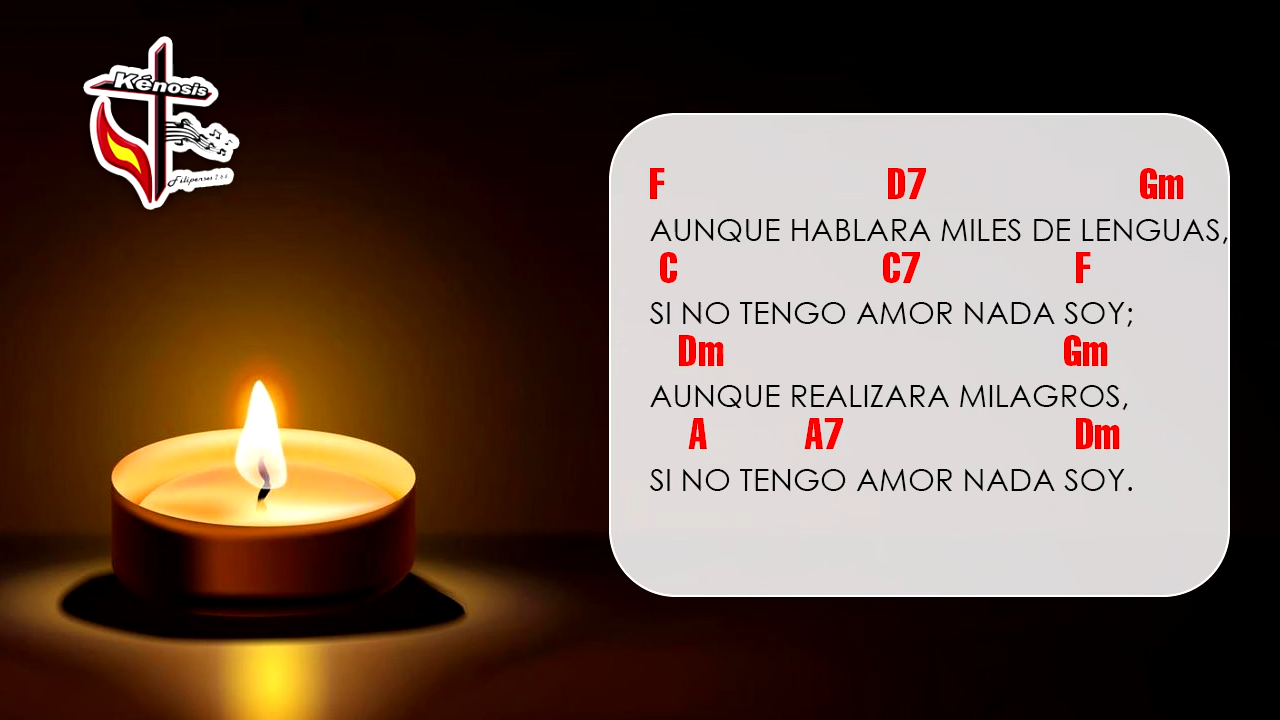 Kénosis
Filipenses
F D7 Gm
AUNQUE HABLARA MILES DE LENGUAS,
C C7 F
SI NO TENGO AMOR NADA SOY;
Dm Gm
AUNQUE REALIZARA MILAGROS,
A A7 Dm
SI NO TENGO AMOR NADA SOY.